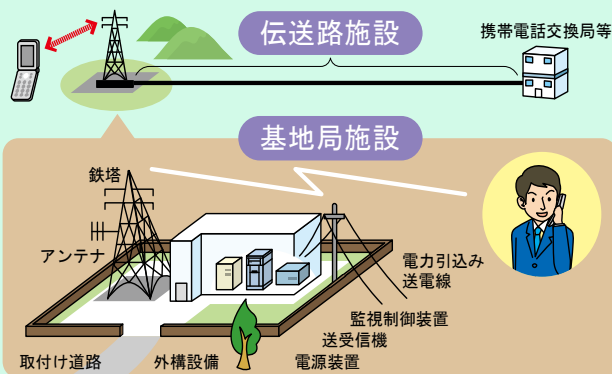 伝送路施設
携帯電話交換局等
基地局施設
鉄塔
アンテナ
電力引込み
送電線
監視制御装置
送受信機
取付け道路
外構設備
電源装置